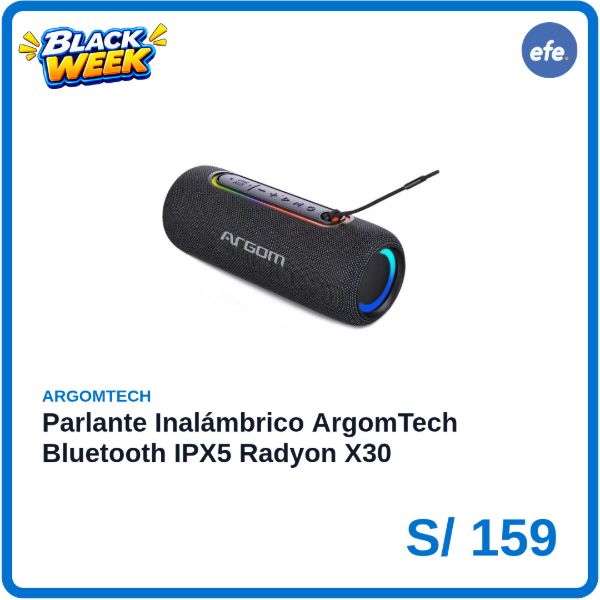 BLACK
WEEK
efe.
ARGOM
ARGOMTECH
Parlante Inalámbrico ArgomTech
Bluetooth IPX5 Radyon X30
S/ 159